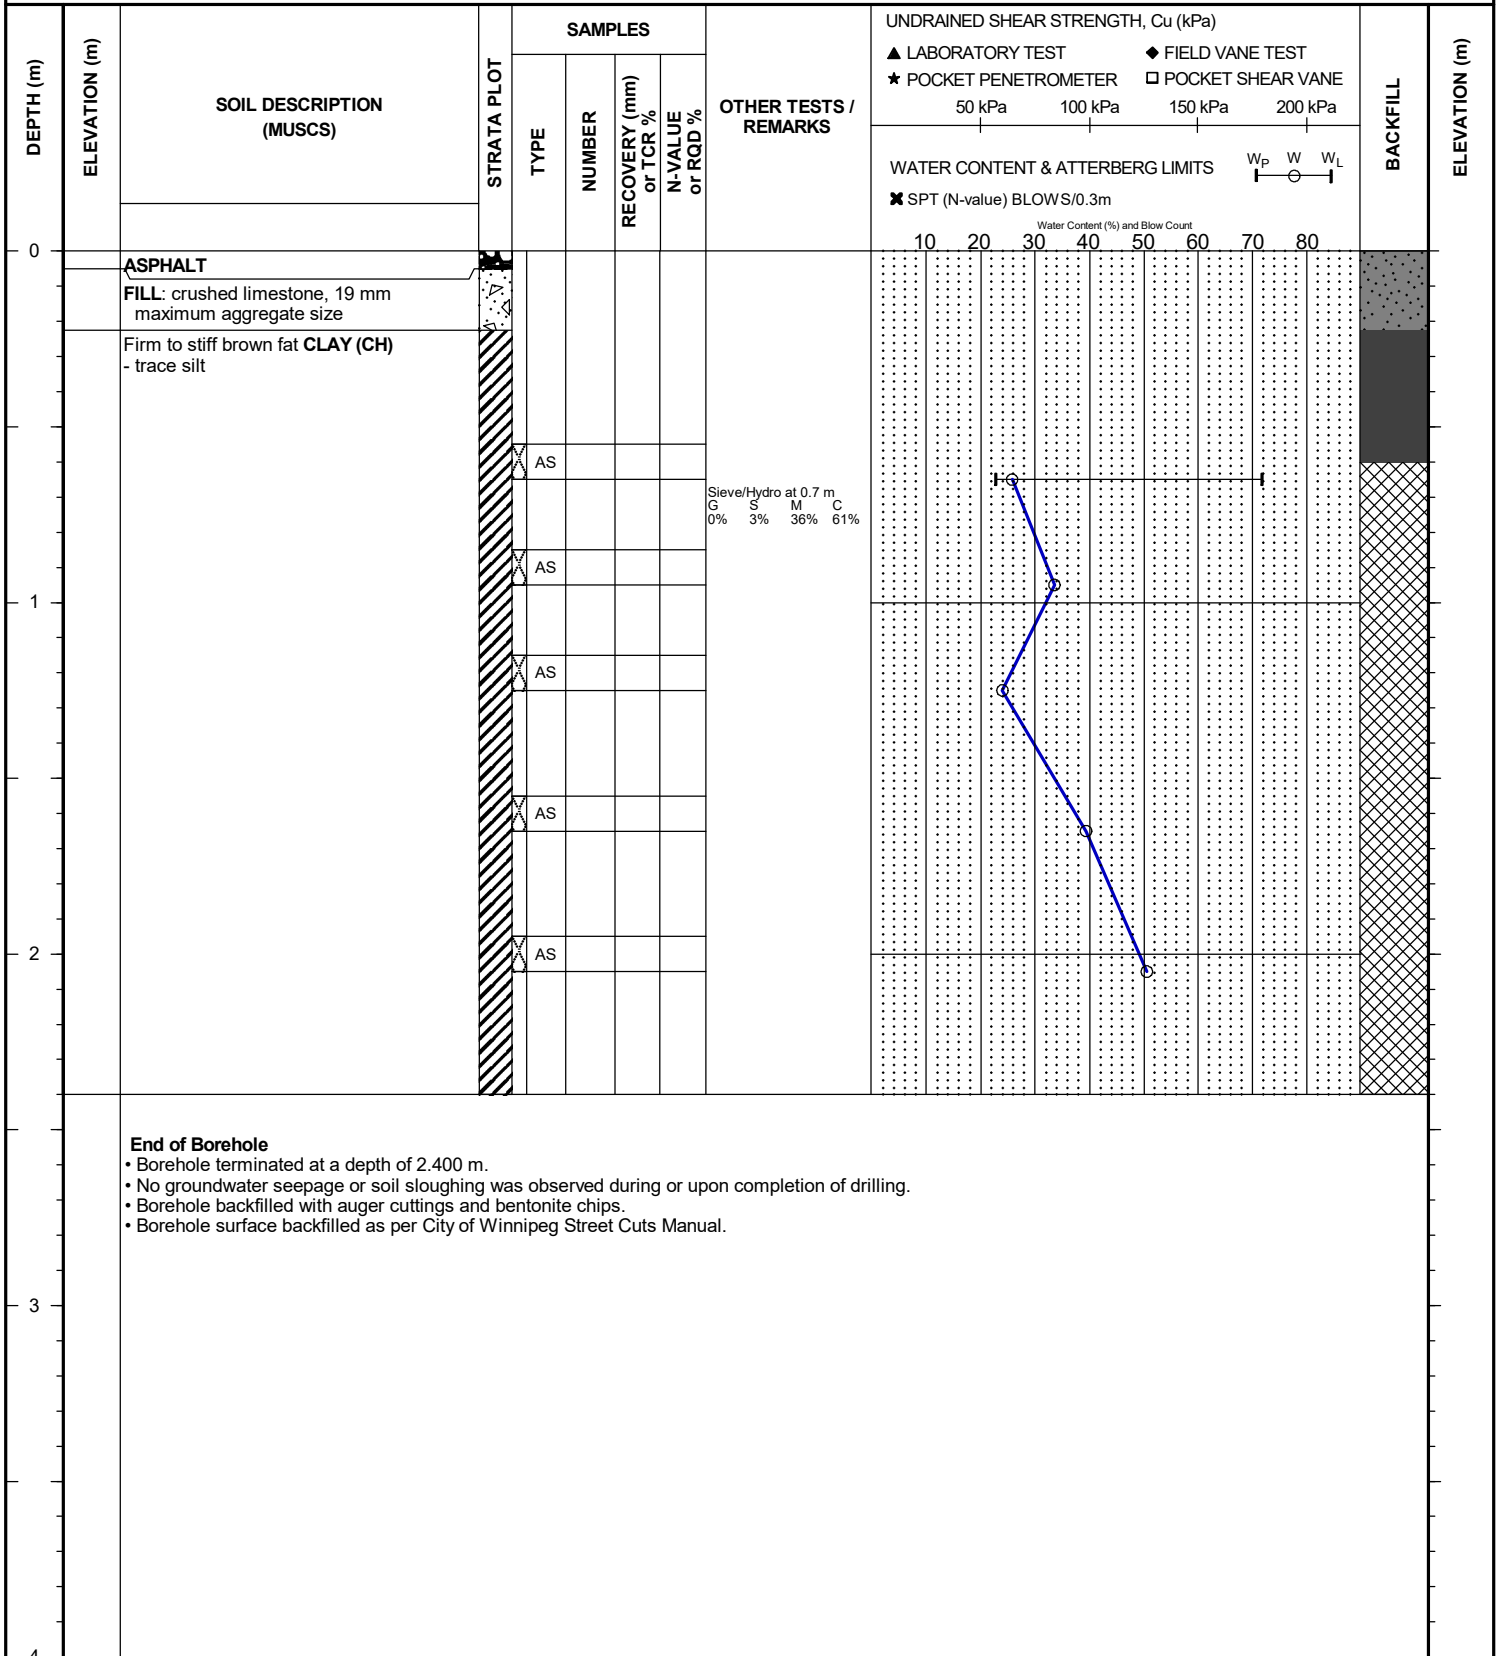 DEPTH (m)
ELEVATION (m)
SOIL DESCRIPTION
(MUSCS)
STRATA PLOT
SAMPLES
TYPE
NUMBER
RECOVERY (mm)
or TCR %
N-VALUE
or RQD %
OTHER TESTS /
REMARKS
UNDRAINED SHEAR STRENGTH, Cu (kPa)
▲ LABORATORY TEST ◆ FIELD VANE TEST
★ POCKET PENETROMETER □ POCKET SHEAR VANE
50 kPa 100 kPa 150 kPa 200 kPa
WATER CONTENT & ATTERBERG LIMITS WP W WL
✖ SPT (N-value) BLOWS/0.3m
Water Content (%) and Blow Count
10 20 30 40 50 60 70 80
BACKFILL
ELEVATION (m)
0
ASPHALT
FILL: crushed limestone, 19 mm
maximum aggregate size
Firm to stiff brown fat CLAY (CH)
- trace silt
AS
Sieve/Hydro at 0.7 m
G S M C
0% 3% 36% 61%
AS
1
AS
AS
2
AS
End of Borehole
• Borehole terminated at a depth of 2.400 m.
• No groundwater seepage or soil sloughing was observed during or upon completion of drilling.
• Borehole backfilled with auger cuttings and bentonite chips.
• Borehole surface backfilled as per City of Winnipeg Street Cuts Manual.
3
4